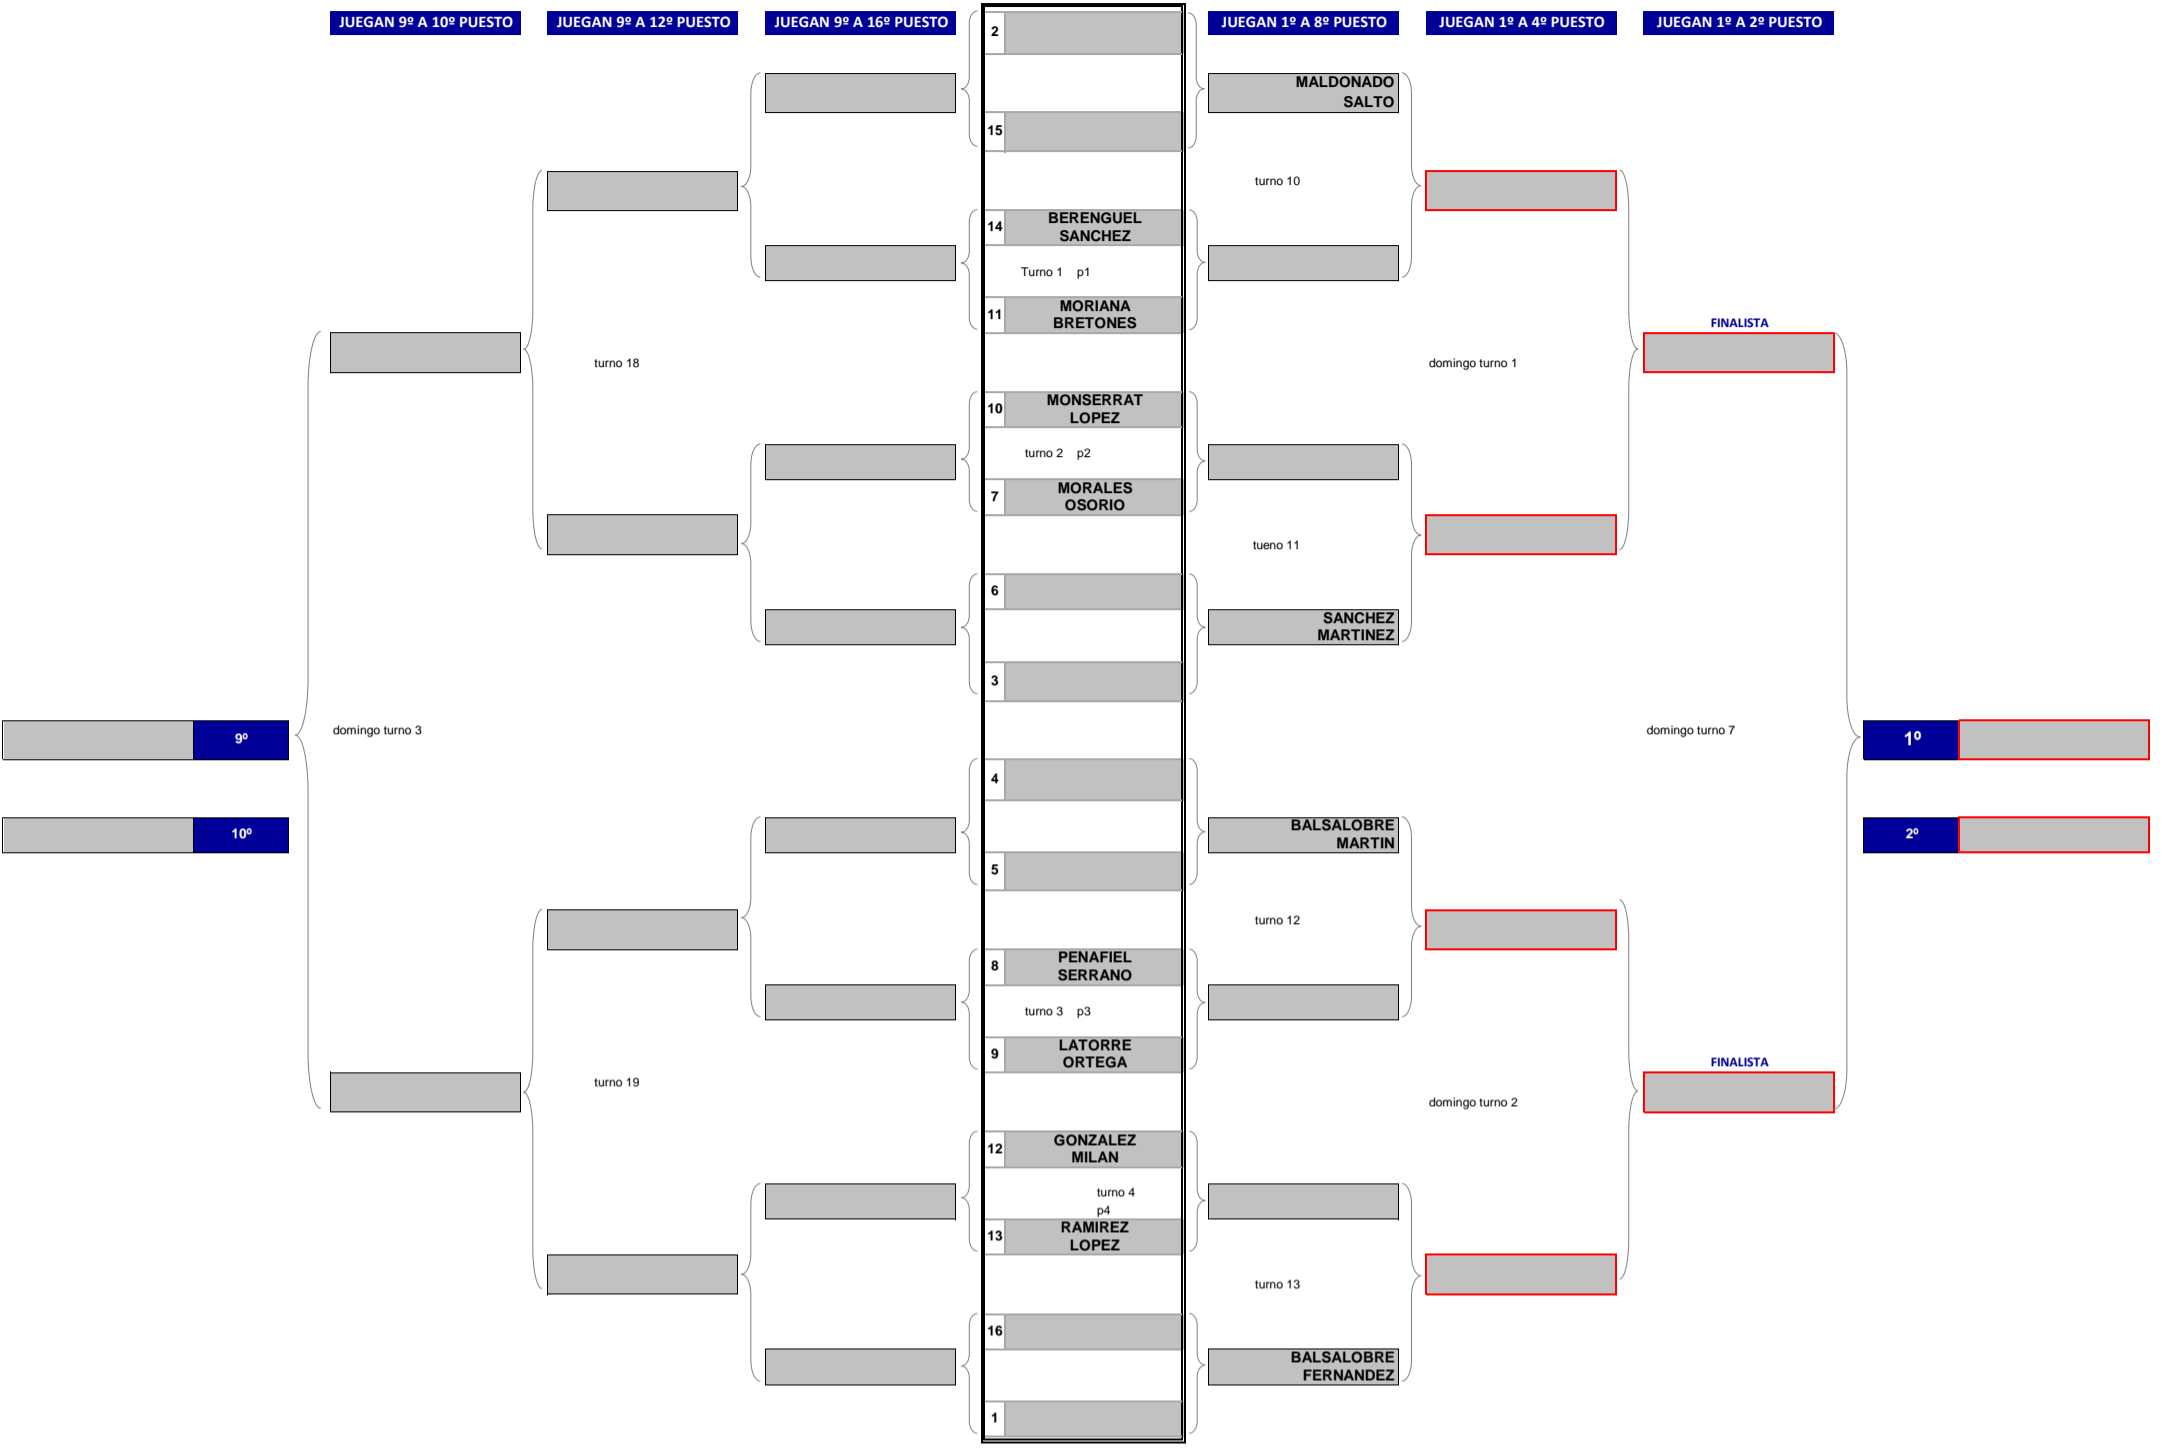 JUEGAN 9º A 10º PUESTO
JUEGAN 9º A 12º PUESTO
JUEGAN 9º A 16º PUESTO
2
JUEGAN 1º A 8º PUESTO
JUEGAN 1º A 4º PUESTO
JUEGAN 1º A 2º PUESTO
MALDONADO
SALTO
15
turno 10
14
BERENGUEL
SANCHEZ
Turno 1 p1
11
MORIANA
BRETONES
FINALISTA
turno 18
domingo turno 1
10
MONSERRAT
LOPEZ
turno 2 p2
7
MORALES
OSORIO
tueno 11
6
SANCHEZ
MARTINEZ
3
9º
domingo turno 3
domingo turno 7
1º
4
10º
BALSALOBRE
MARTIN
2º
5
turno 12
8
PENAFIEL
SERRANO
turno 3 p3
9
LATORRE
ORTEGA
FINALISTA
turno 19
domingo turno 2
12
GONZALEZ
MILAN
turno 4
p4
13
RAMIREZ
LOPEZ
turno 13
16
BALSALOBRE
FERNANDEZ
1